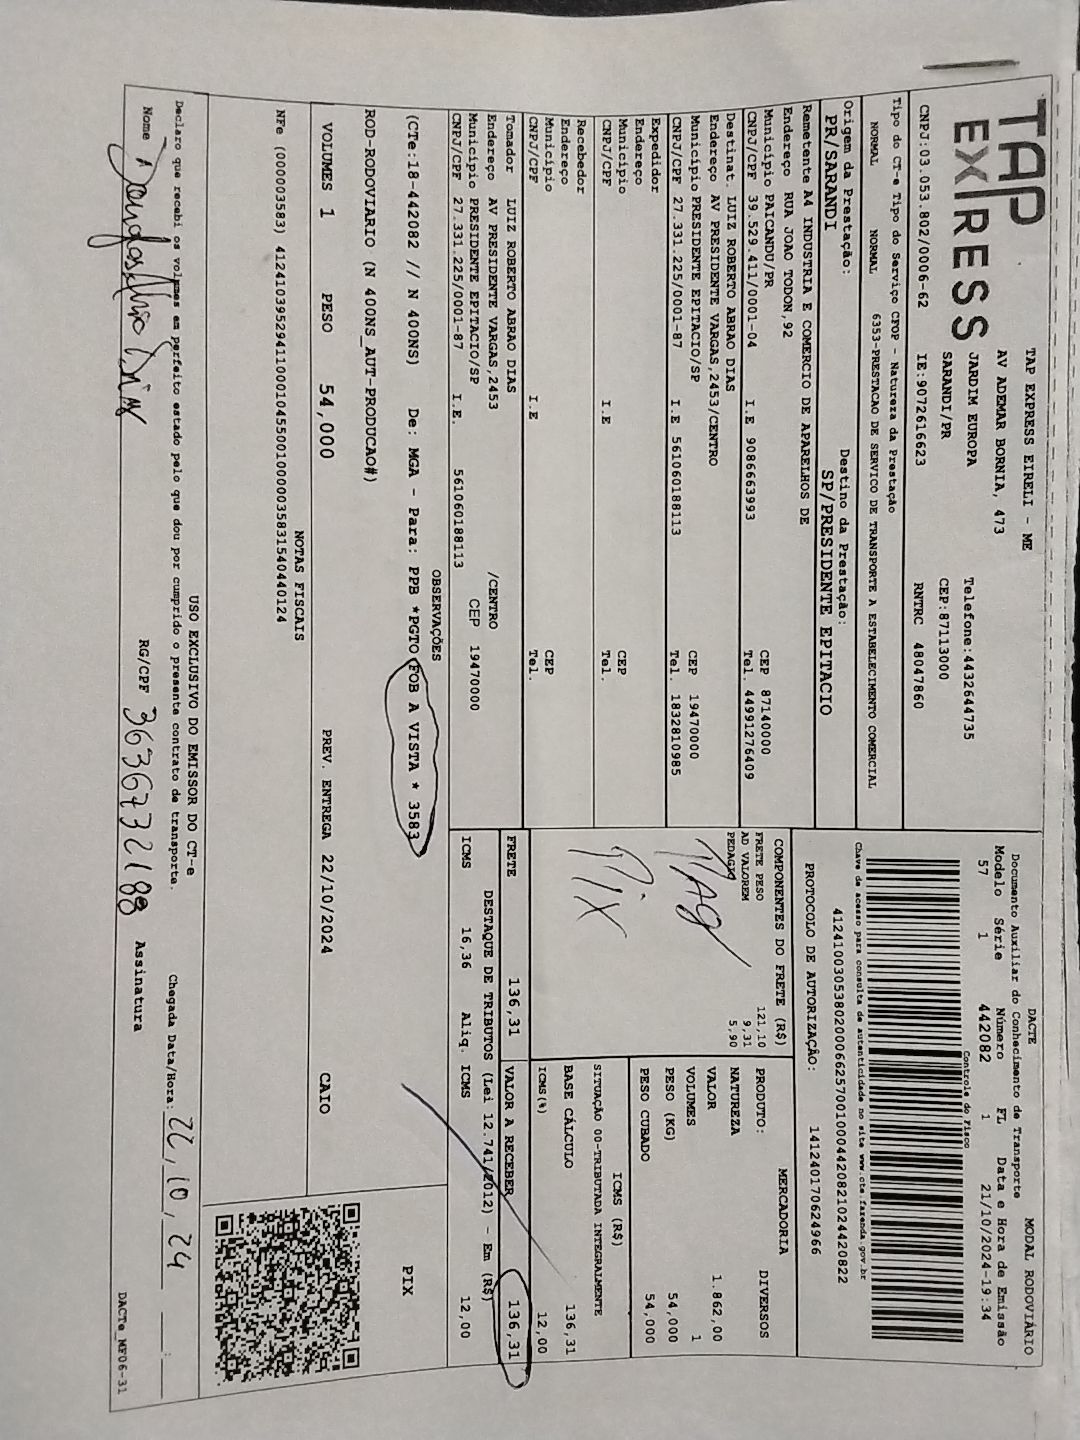 TAP
EXPRESS
TAP EXPRESS EIRELI - ME
AV ADEMAR BORNIA, 473
JARDIM EUROPA
SARANDI/PR
Telefone:4432644735
CEP:87113000
CNPJ:03.053.802/0006-62
IE:9072616623
RNTRC 48047860
Tipo do CT-e Tipo do Serviço CFOP - Natureza da Prestação
NORMAL NORMAL 6353-PRESTACAO DE SERVICO DE TRANSPORTE A ESTABELECIMENTO COMERCIAL
Origem da Prestação: Destino da Prestação:
PR/SARANDI SP/PRESIDENTE EPITACIO
DACTE MODAL RODOVIÁRIO
Documento Auxiliar do Conhecimento de Transporte
Modelo Série Número FL Data e Hora de Emissão
57 1 442082 1 21/10/2024-19:34
Controle do Fisco
Chave de acesso para consulta de autenticidade no site www.cte.fazenda.gov.br
41241003053802000662570010004420821024420822
PROTOCOLO DE AUTORIZAÇÃO: 141240170624966
Remetente A4 INDUSTRIA E COMERCIO DE APARELHOS DE
Endereço RUA JOAO TODON,92
Município PAICANDU/PR CEP 87140000
CNPJ/CPF 39.529.411/0001-04 I.E 9086663993 Tel. 44991276409
Destinat. LUIZ ROBERTO ABRAO DIAS
Endereço AV PRESIDENTE VARGAS,2453/CENTRO
Município PRESIDENTE EPITACIO/SP CEP 19470000
CNPJ/CPF 27.331.225/0001-87 I.E 561060188113 Tel. 1832810985
Expedidor
Endereço
Município CEP
CNPJ/CPF I.E Tel.
Recebedor
Endereço
Município CEP
CNPJ/CPF I.E Tel.
Tomador LUIZ ROBERTO ABRAO DIAS
Endereço AV PRESIDENTE VARGAS,2453 /CENTRO
Município PRESIDENTE EPITACIO/SP CEP 19470000
CNPJ/CPF 27.331.225/0001-87 I.E. 561060188113
COMPONENTES DO FRETE (R$)
FRETE PESO 121,10
AD VALOREM 9,31
PEDAGIO 5,90
MAQ
PIX
MERCADORIA
PRODUTO: DIVERSOS
NATUREZA
VALOR 1.862,00
VOLUMES 1
PESO (KG) 54,000
PESO CUBADO 54,000
ICMS (R$)
SITUAÇÃO 00-TRIBUTADA INTEGRALMENTE
BASE CÁLCULO 136,31
ICMS(%) 12,00
FRETE 136,31 VALOR A RECEBER 136,31
DESTAQUE DE TRIBUTOS (Lei 12.741/2012) - Em (R$)
ICMS 16,36 Aliq. ICMS 12,00
OBSERVAÇÕES
(CTe:18-442082 // N 400NS) De: MGA - Para: PPB *PGTO FOB A VISTA * 3583
ROD-RODOVIARIO (N 400NS_AUT-PRODUCAO#)
PIX
VOLUMES 1 PESO 54,000 PREV. ENTREGA 22/10/2024 CAIO
NOTAS FISCAIS
NFe (000003583) 41241039529411000104550010000035831540440124
USO EXCLUSIVO DO EMISSOR DO CT-e
Declaro que recebi os volumes em perfeito estado pelo que dou por cumprido o presente contrato de transporte. Chegada Data/Hora: 22/10/24 :
Nome RG/CPF 3636732188 Assinatura
DACTe_MF06-31